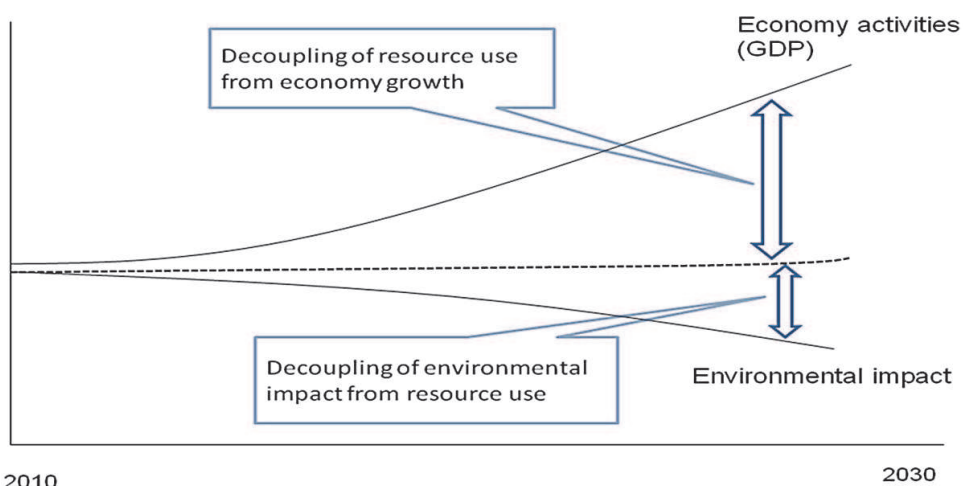 Economy activities
(GDP)
Decoupling of resource use
from economy growth
Decoupling of environmental
impact from resource use
Environmental impact
2010
2030